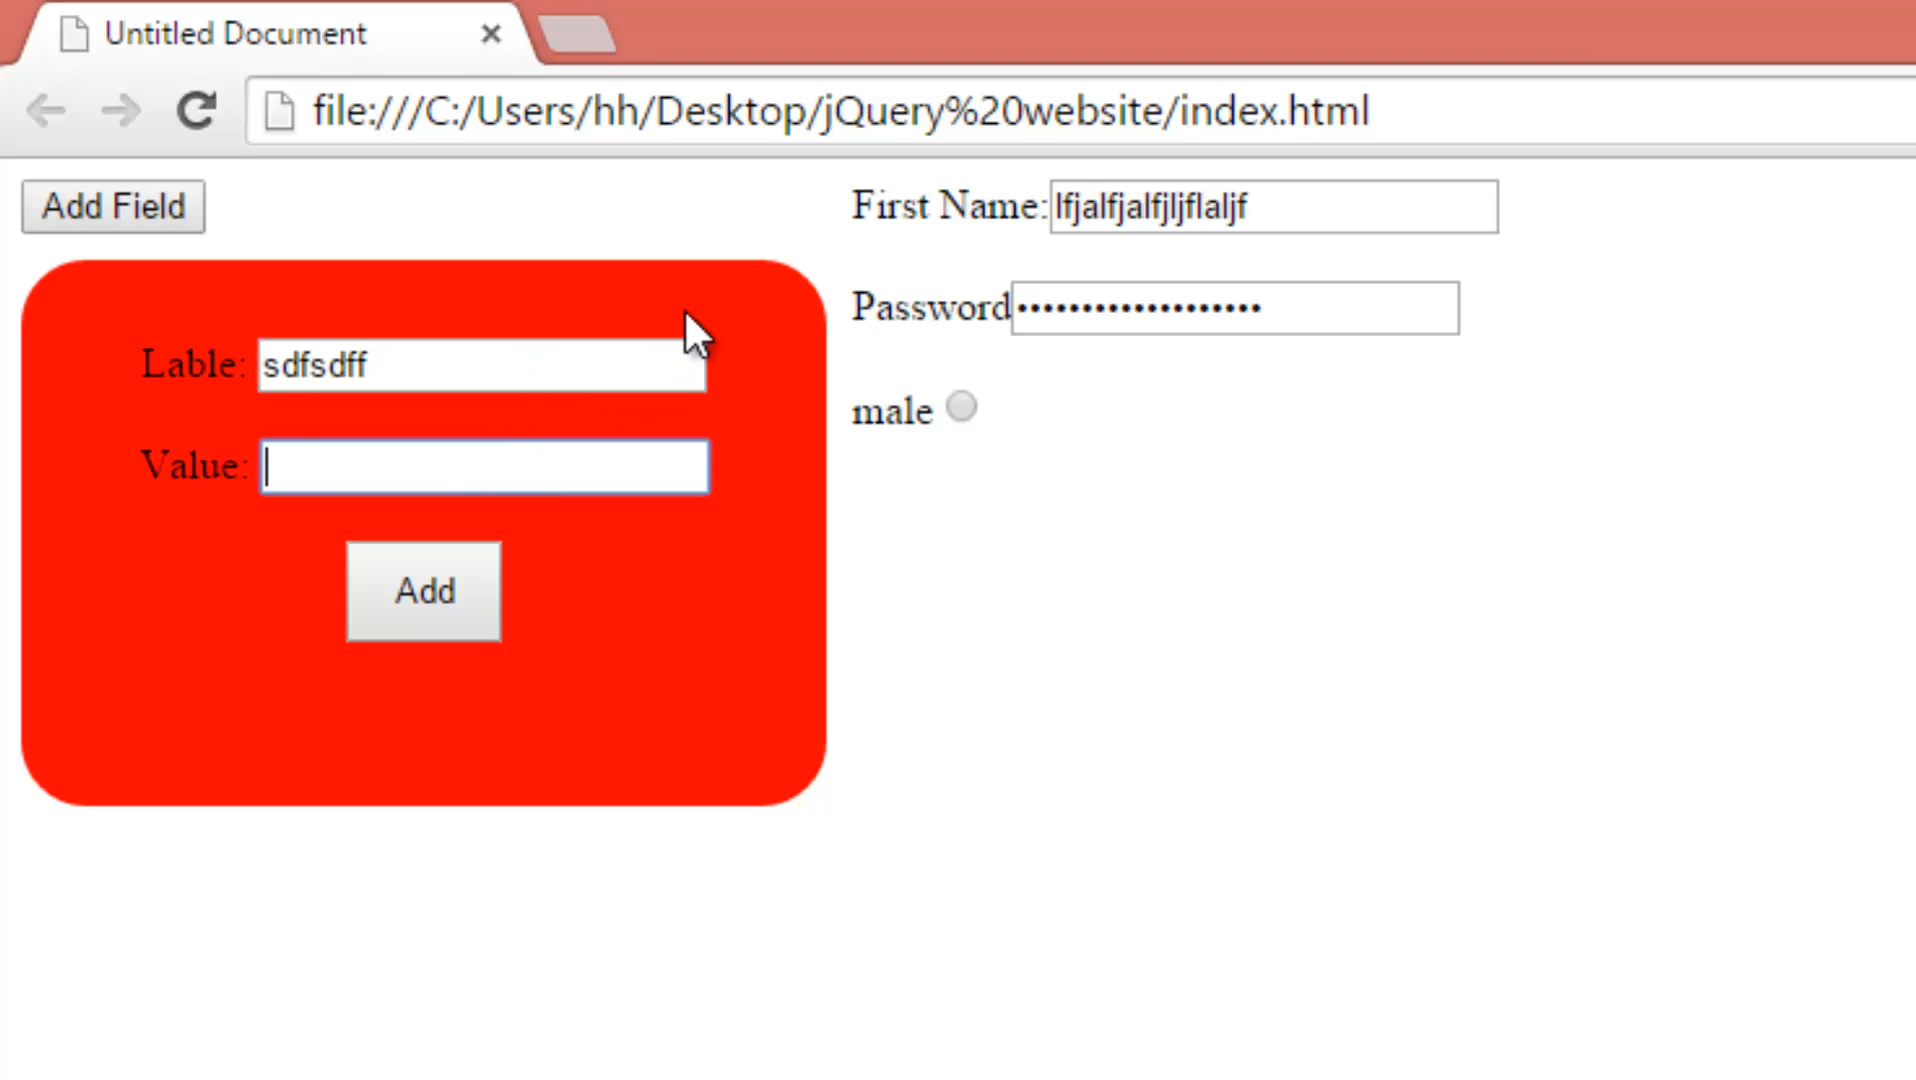 Untitled Document
file:///C:/Users/hh/Desktop/jQuery%20website/index.html
Add Field
Lable: sdfsdff
Value:
Add
First Name: lfjalfjalfjljflaljf
Password •••••••••••••••••••
male